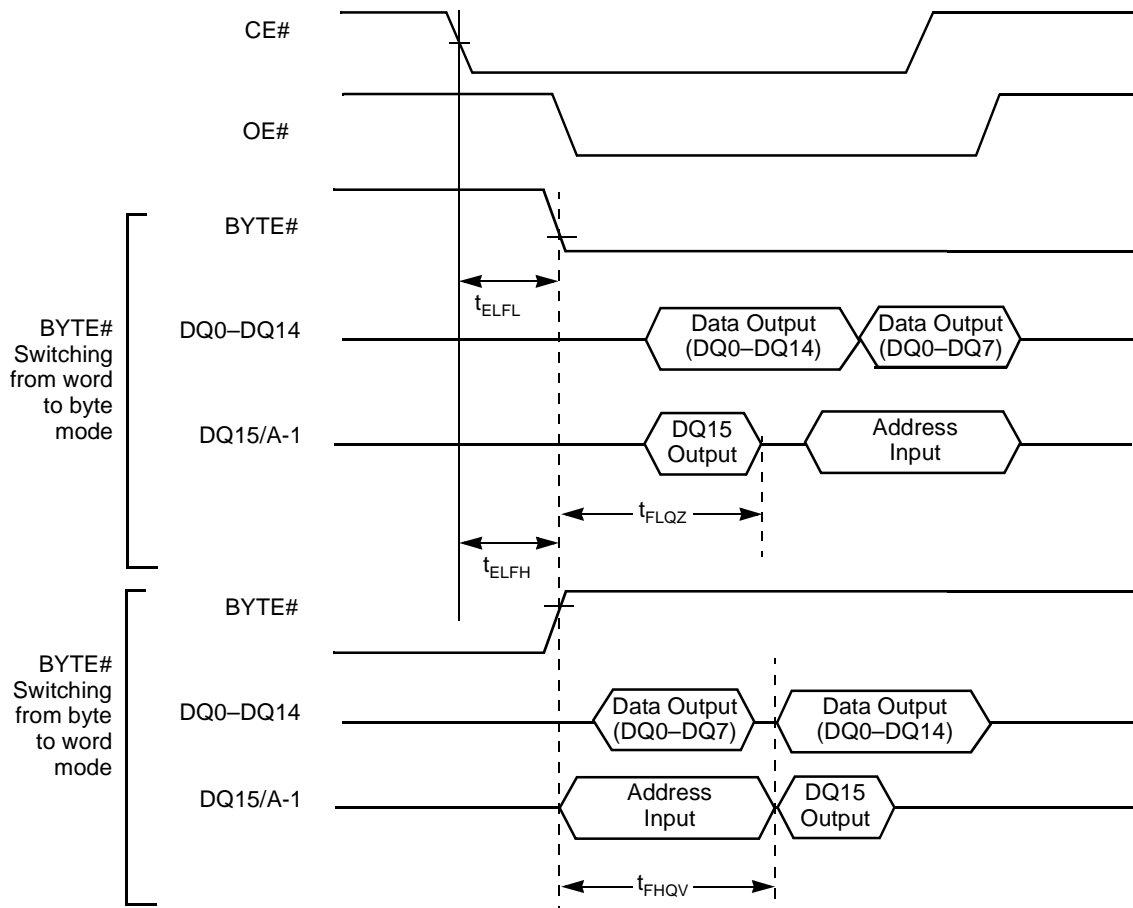 CE#
OE#
BYTE#
tELFL
BYTE#
Switching
from word
to byte
mode
DQ0–DQ14
Data Output
(DQ0–DQ14)
Data Output
(DQ0–DQ7)
DQ15/A-1
DQ15
Output
Address
Input
tFLQZ
tELFH
BYTE#
BYTE#
Switching
from byte
to word
mode
DQ0–DQ14
Data Output
(DQ0–DQ7)
Data Output
(DQ0–DQ14)
DQ15/A-1
Address
Input
DQ15
Output
tFHQV